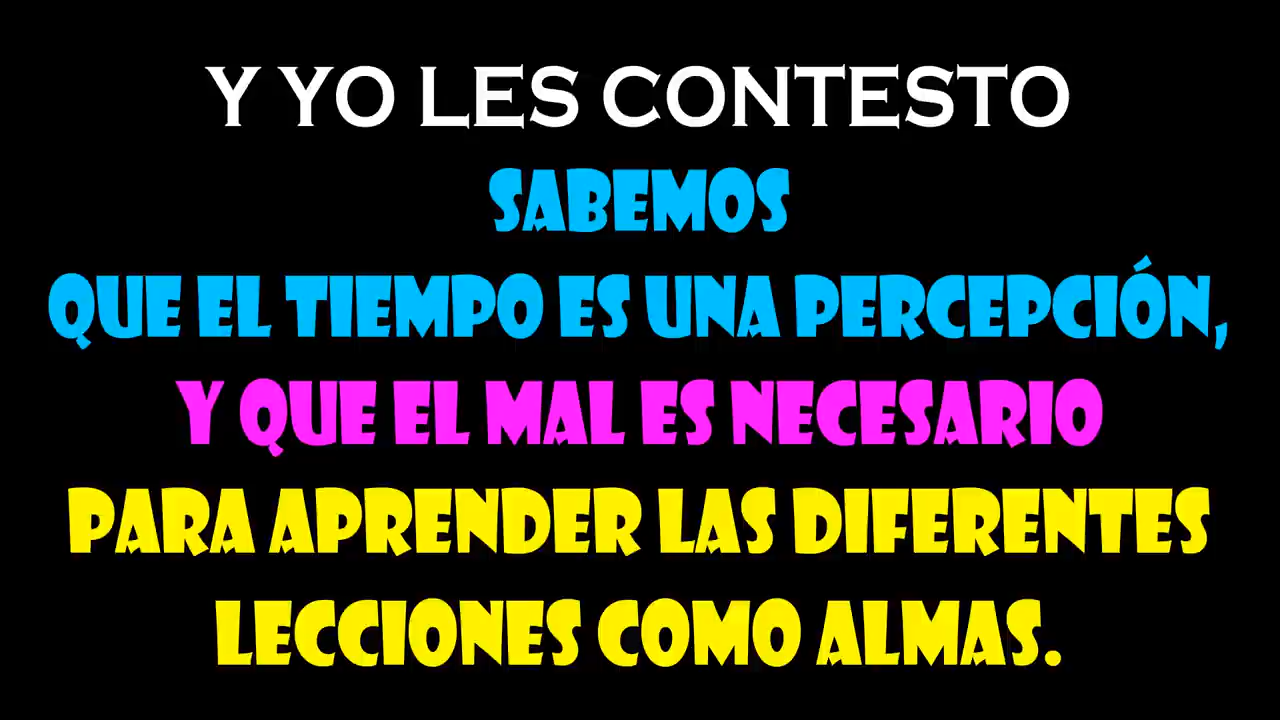 Y YO LES CONTESTO
SABEMOS
QUE EL TIEMPO ES UNA PERCEPCIÓN,
Y QUE EL MAL ES NECESARIO
PARA APRENDER LAS DIFERENTES
LECCIONES COMO ALMAS.